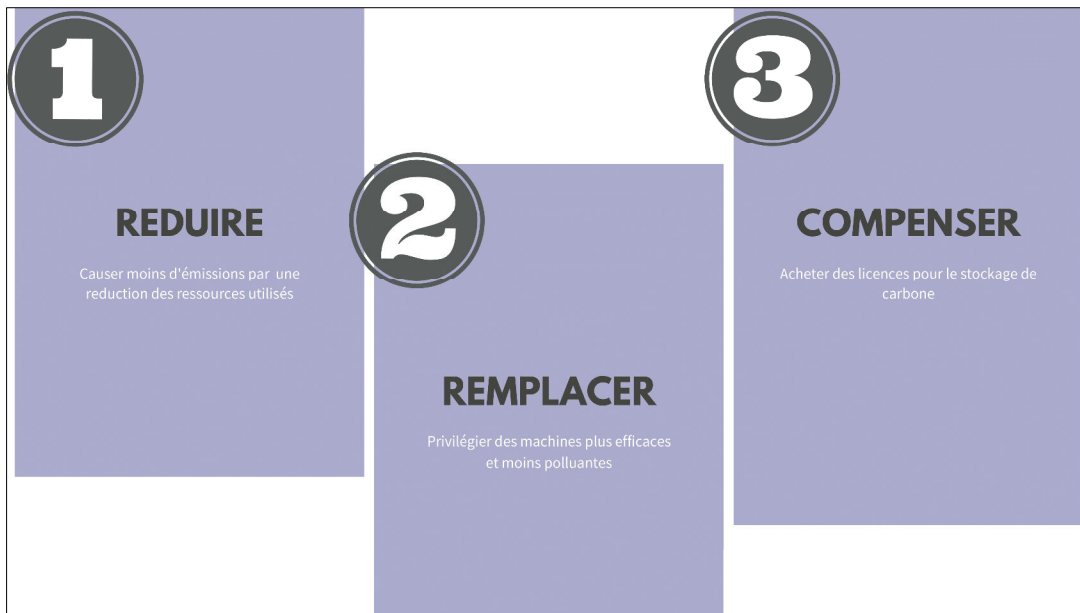 1
REDUIRE
Causer moins d'émissions par une
reduction des ressources utilisés
2
REMPLACER
Privilégier des machines plus efficaces
et moins polluantes
3
COMPENSER
Acheter des licences pour le stockage de
carbone